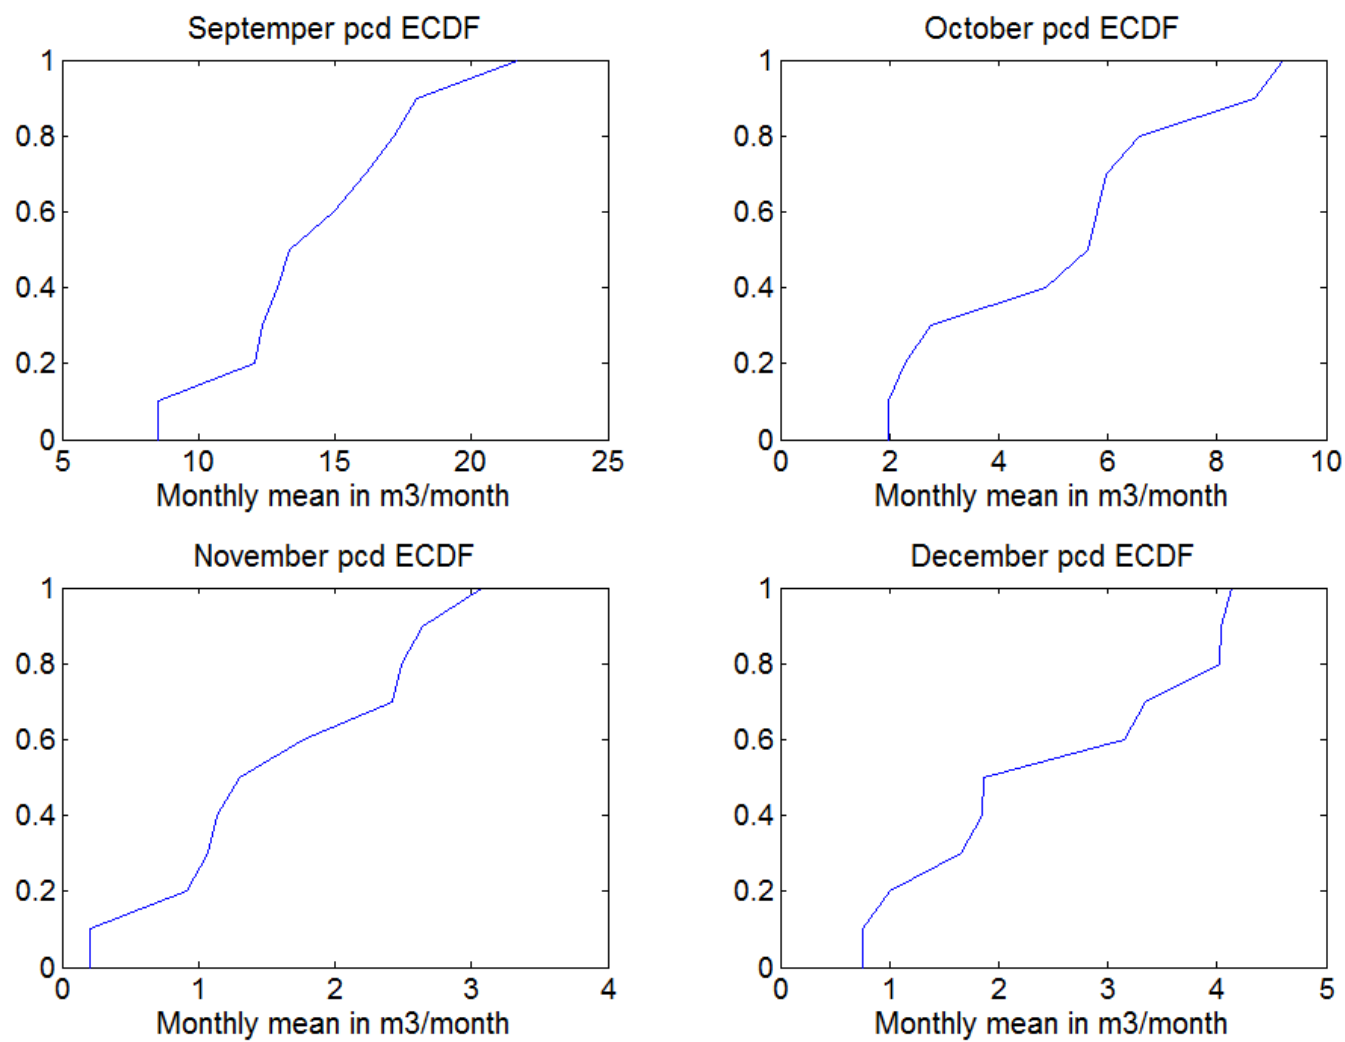 Septemper pcd ECDF
1
0.8
0.6
0.4
0.2
0
5 10 15 20 25
Monthly mean in m3/month
October pcd ECDF
1
0.8
0.6
0.4
0.2
0
0 2 4 6 8 10
Monthly mean in m3/month
November pcd ECDF
1
0.8
0.6
0.4
0.2
0
0 1 2 3 4
Monthly mean in m3/month
December pcd ECDF
1
0.8
0.6
0.4
0.2
0
0 1 2 3 4 5
Monthly mean in m3/month